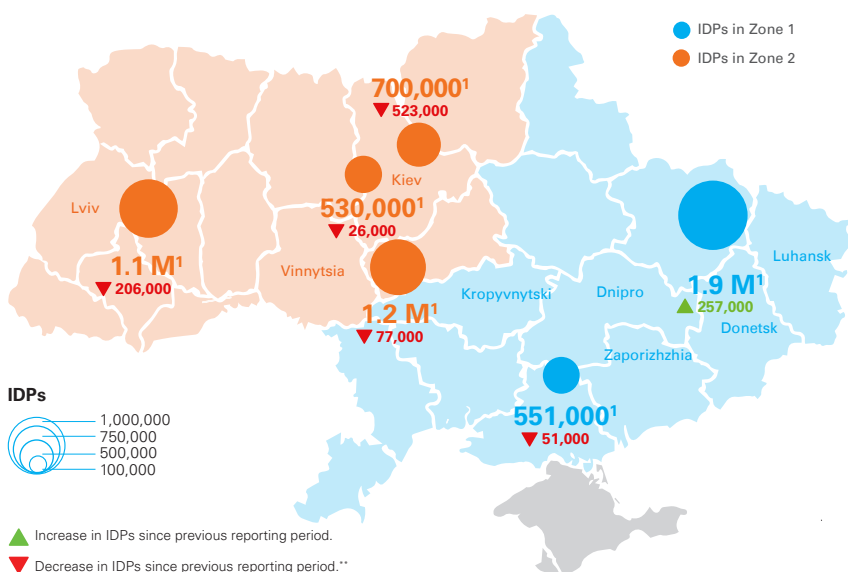 IDPs in Zone 1
IDPs in Zone 2
700,000¹
▼ 523,000
Kiev
530,000¹
▼ 26,000
Lviv
1.1 M¹
▼ 206,000
Vinnytsia
1.2 M¹
▼ 77,000
Kropyvnytski
Dnipro
Luhansk
1.9 M¹
▲ 257,000
Donetsk
Zaporizhzhia
551,000¹
▼ 51,000
IDPs
1,000,000
750,000
500,000
100,000
▲ Increase in IDPs since previous reporting period.
▼ Decrease in IDPs since previous reporting period.**